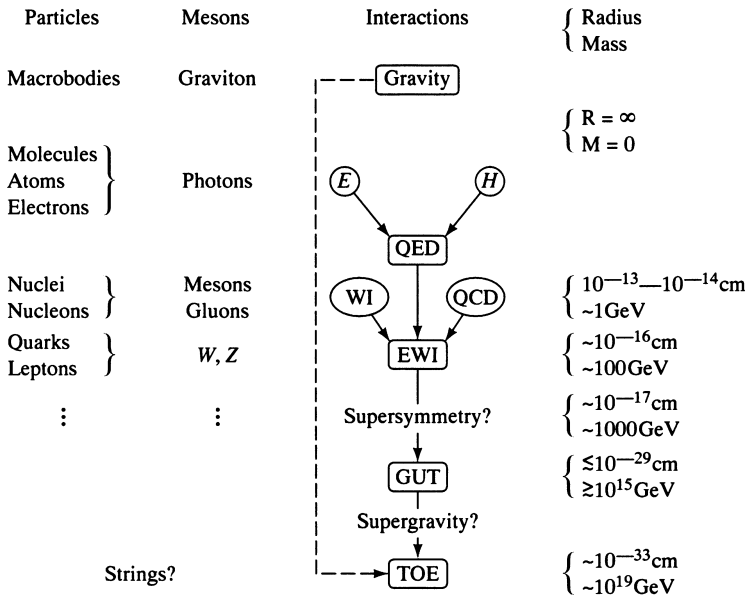 Particles Mesons Interactions { Radius
Mass
Macrobodies Graviton Gravity
{ R = ∞
M = 0
Molecules
Atoms } Photons E H
Electrons
QED
Nuclei } Mesons WI QCD { 10⁻¹³—10⁻¹⁴cm
Nucleons Gluons ~1GeV
Quarks } W, Z EWI { ~10⁻¹⁶cm
Leptons ~100GeV
⋮ ⋮ Supersymmetry? { ~10⁻¹⁷cm
~1000GeV
GUT { ≲10⁻²⁹cm
≳10¹⁵GeV
Supergravity?
Strings? TOE { ~10⁻³³cm
~10¹⁹GeV